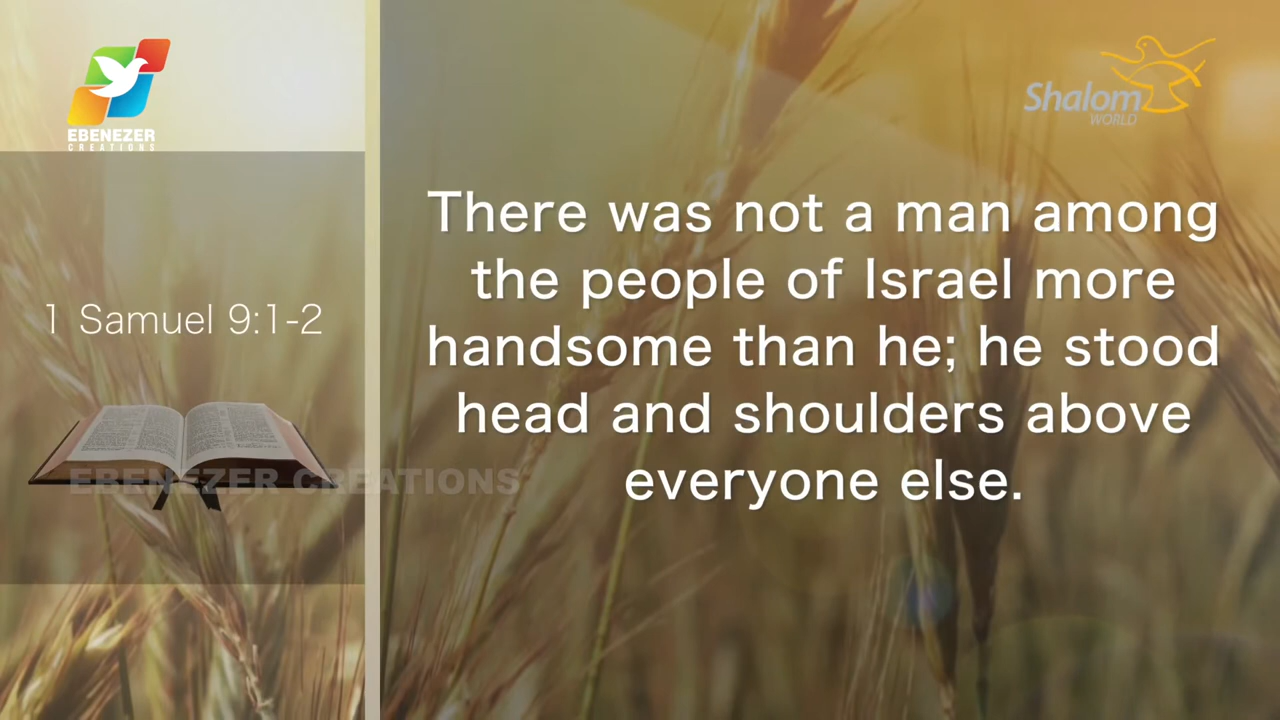 EBENEZER
CREATIONS
Shalom
WORLD
1 Samuel 9:1-2
There was not a man among
the people of Israel more
handsome than he; he stood
head and shoulders above
everyone else.
EBENEZER CREATIONS